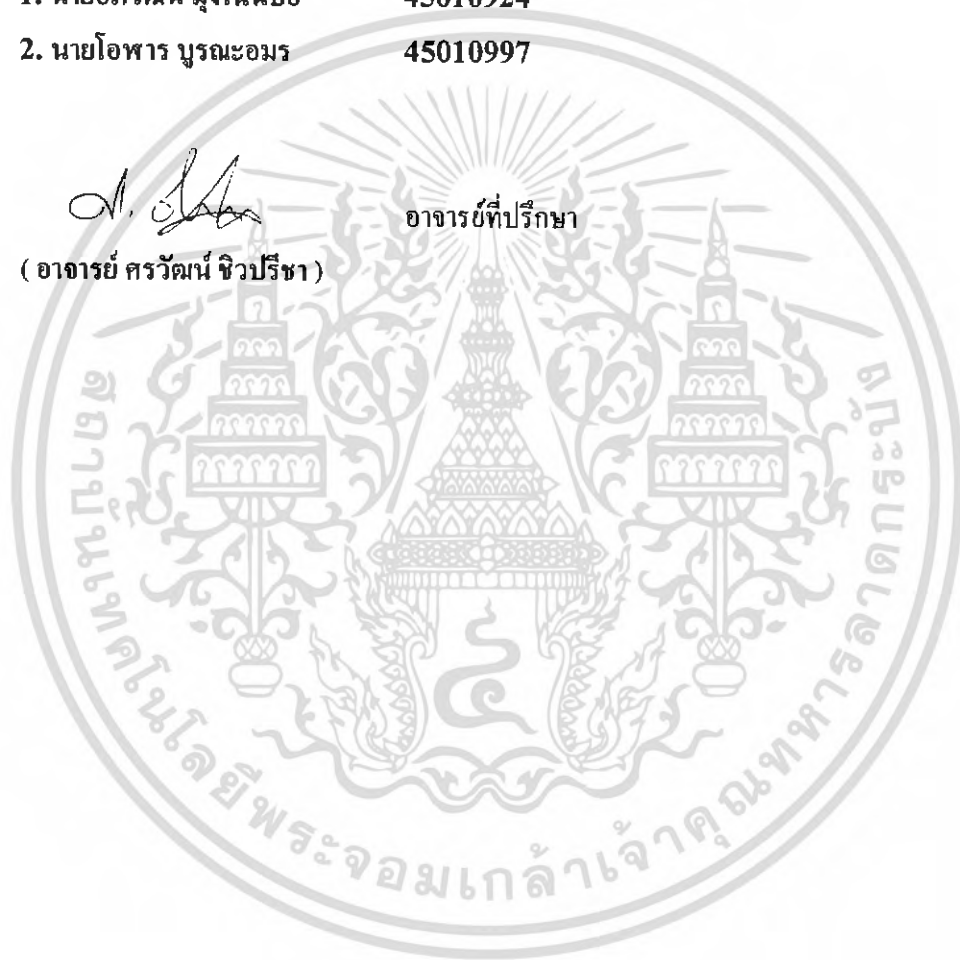 2. นายโอฬาร บูรณะอมร 45010997
อาจารย์ที่ปรึกษา
( อาจารย์ ศรวัฒน์ ชิวปรีชา )
สถาบันเทคโนโลยีพระจอมเกล้าเจ้าคุณทหารลาดกระบัง